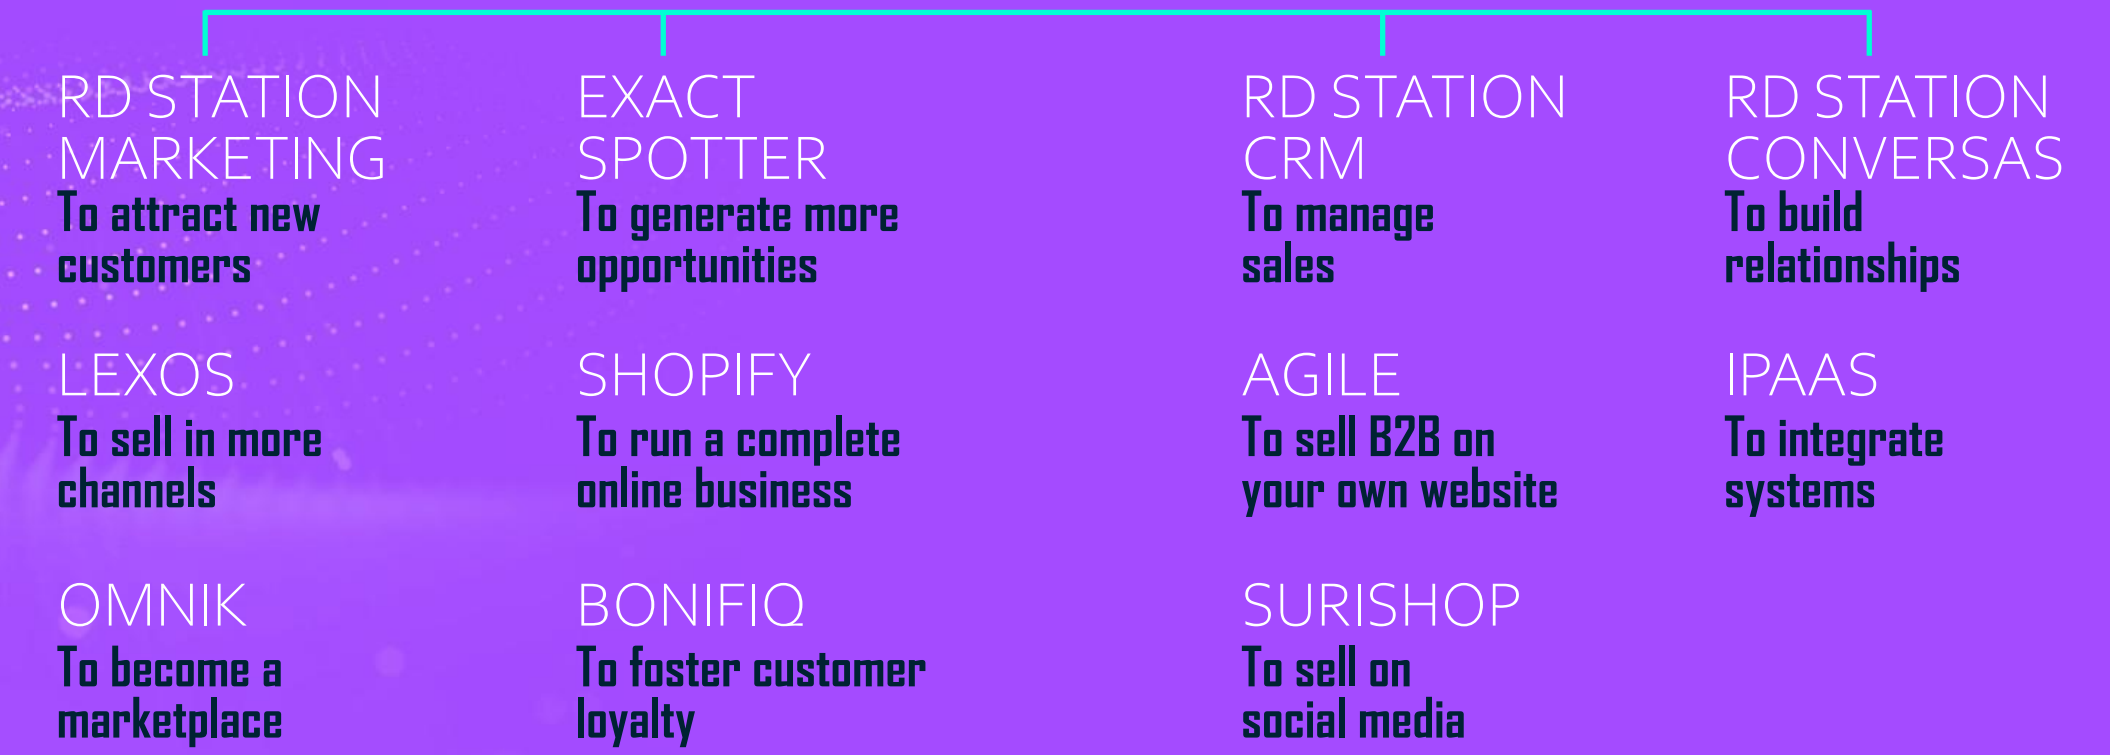 RD STATION
MARKETING
To attract new
customers
EXACT
SPOTTER
To generate more
opportunities
RD STATION
CRM
To manage
sales
RD STATION
CONVERSAS
To build
relationships
LEXOS
To sell in more
channels
SHOPIFY
To run a complete
online business
AGILE
To sell B2B on
your own website
IPAAS
To integrate
systems
OMNIK
To become a
marketplace
BONIFIQ
To foster customer
loyalty
SURISHOP
To sell on
social media